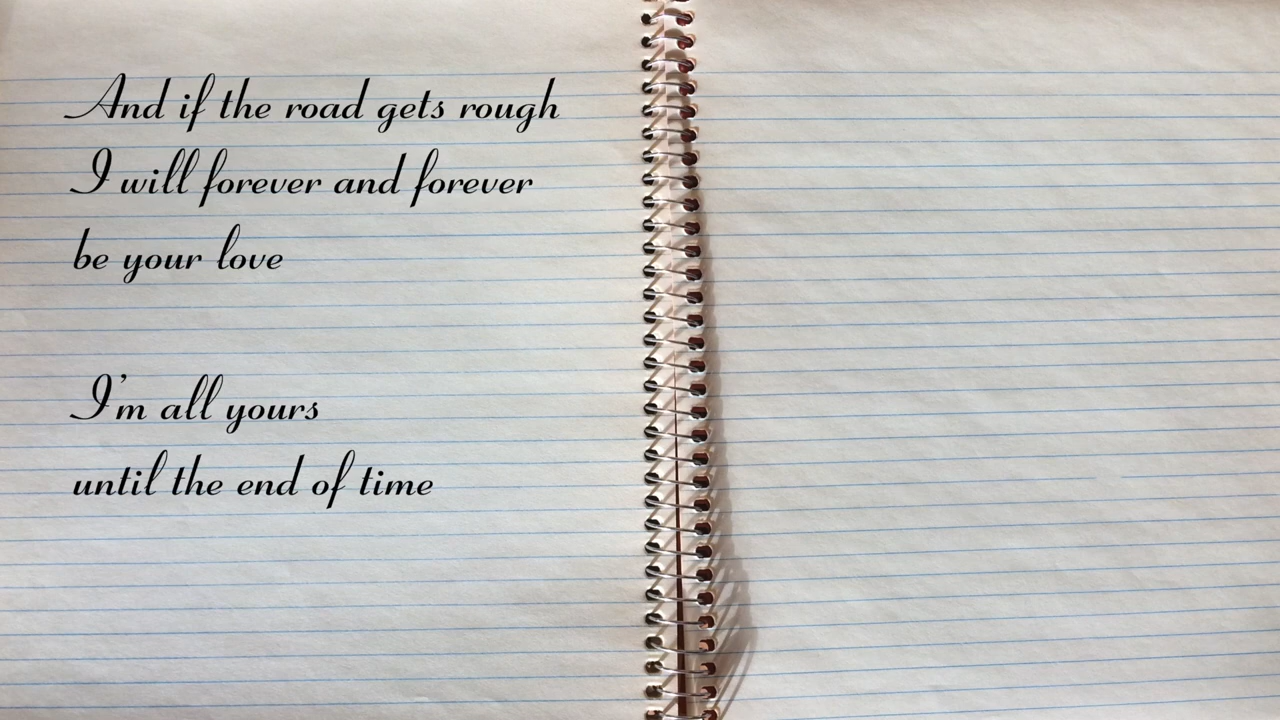 And if the road gets rough
I will forever and forever
be your love
I'm all yours
until the end of time